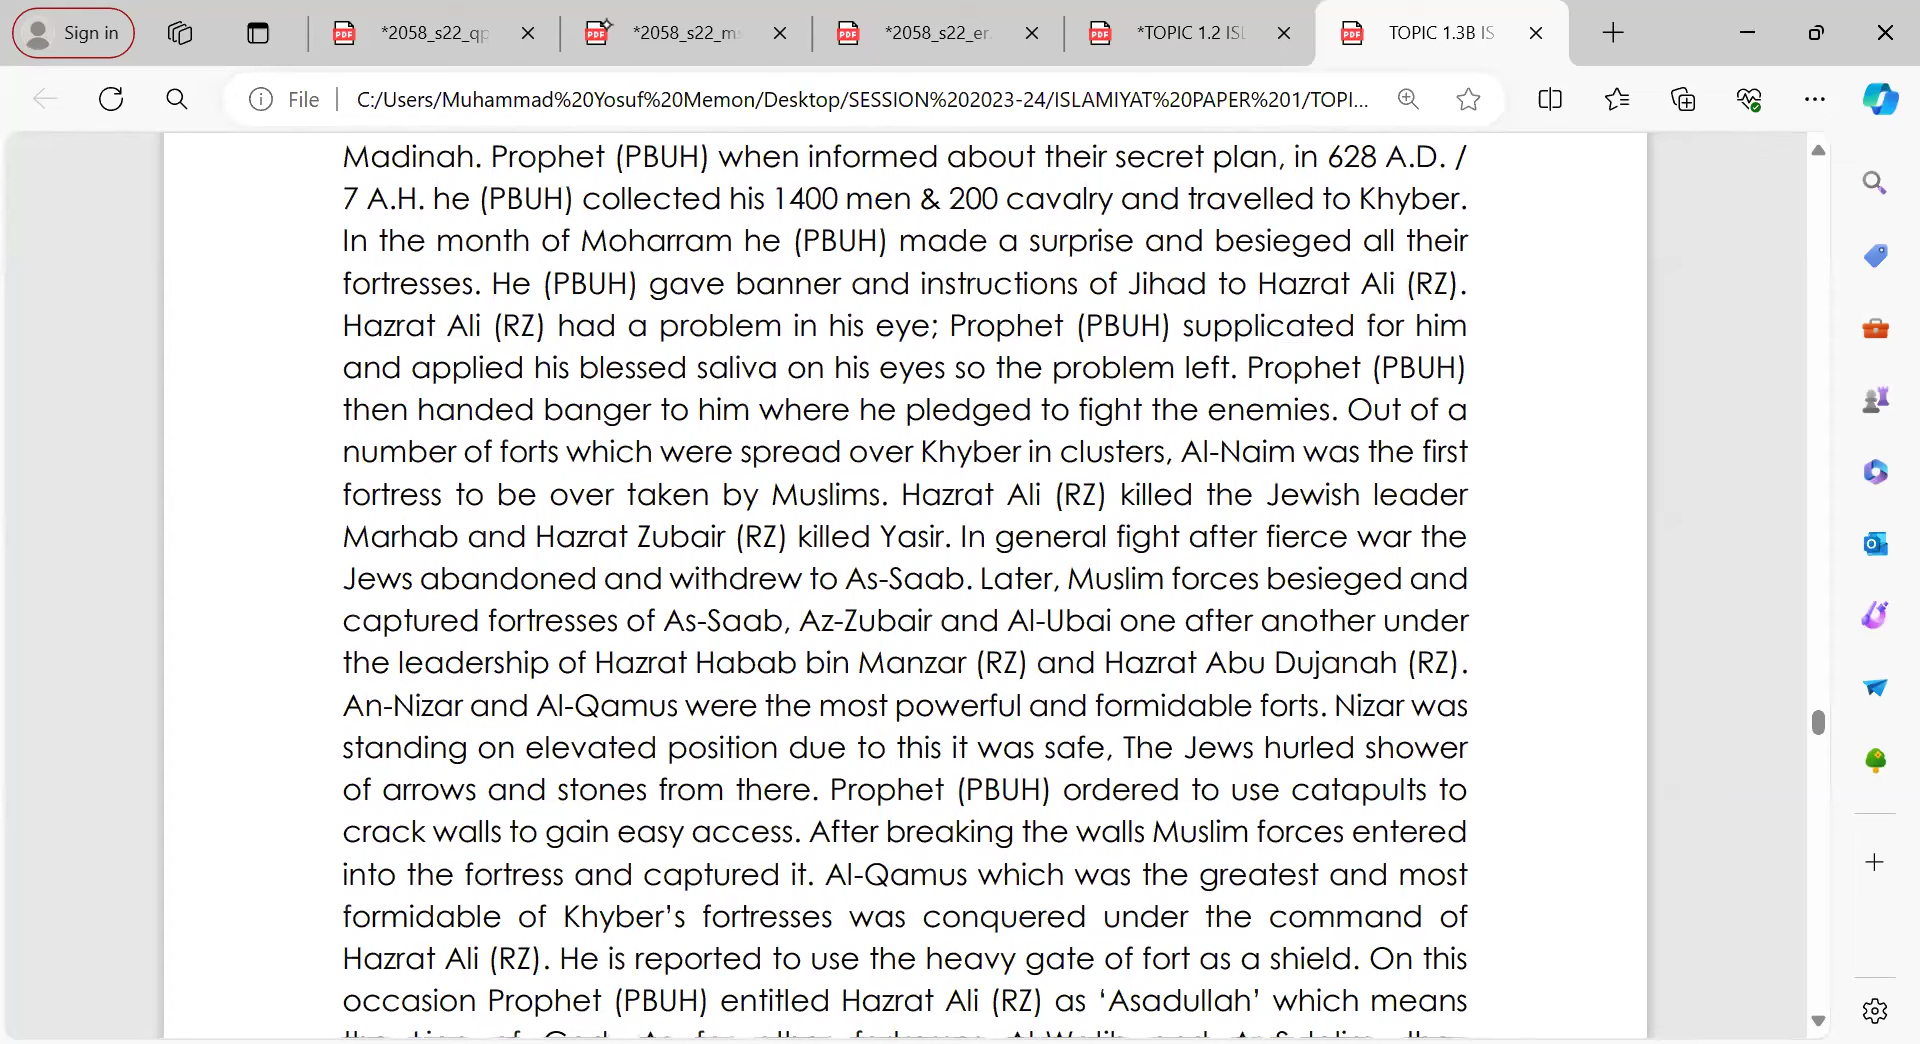 Sign in
*2058_s22_qp
*2058_s22_ms
*2058_s22_er.
*TOPIC 1.2 ISL
TOPIC 1.3B IS
File
C:/Users/Muhammad%20Yosuf%20Memon/Desktop/SESSION%202023-24/ISLAMIYAT%20PAPER%201/TOPI...
Madinah. Prophet (PBUH) when informed about their secret plan, in 628 A.D. /
7 A.H. he (PBUH) collected his 1400 men & 200 cavalry and travelled to Khyber.
In the month of Moharram he (PBUH) made a surprise and besieged all their
fortresses. He (PBUH) gave banner and instructions of Jihad to Hazrat Ali (RZ).
Hazrat Ali (RZ) had a problem in his eye; Prophet (PBUH) supplicated for him
and applied his blessed saliva on his eyes so the problem left. Prophet (PBUH)
then handed banger to him where he pledged to fight the enemies. Out of a
number of forts which were spread over Khyber in clusters, Al-Naim was the first
fortress to be over taken by Muslims. Hazrat Ali (RZ) killed the Jewish leader
Marhab and Hazrat Zubair (RZ) killed Yasir. In general fight after fierce war the
Jews abandoned and withdrew to As-Saab. Later, Muslim forces besieged and
captured fortresses of As-Saab, Az-Zubair and Al-Ubai one after another under
the leadership of Hazrat Habab bin Manzar (RZ) and Hazrat Abu Dujanah (RZ).
An-Nizar and Al-Qamus were the most powerful and formidable forts. Nizar was
standing on elevated position due to this it was safe, The Jews hurled shower
of arrows and stones from there. Prophet (PBUH) ordered to use catapults to
crack walls to gain easy access. After breaking the walls Muslim forces entered
into the fortress and captured it. Al-Qamus which was the greatest and most
formidable of Khyber’s fortresses was conquered under the command of
Hazrat Ali (RZ). He is reported to use the heavy gate of fort as a shield. On this
occasion Prophet (PBUH) entitled Hazrat Ali (RZ) as ‘Asadullah’ which means